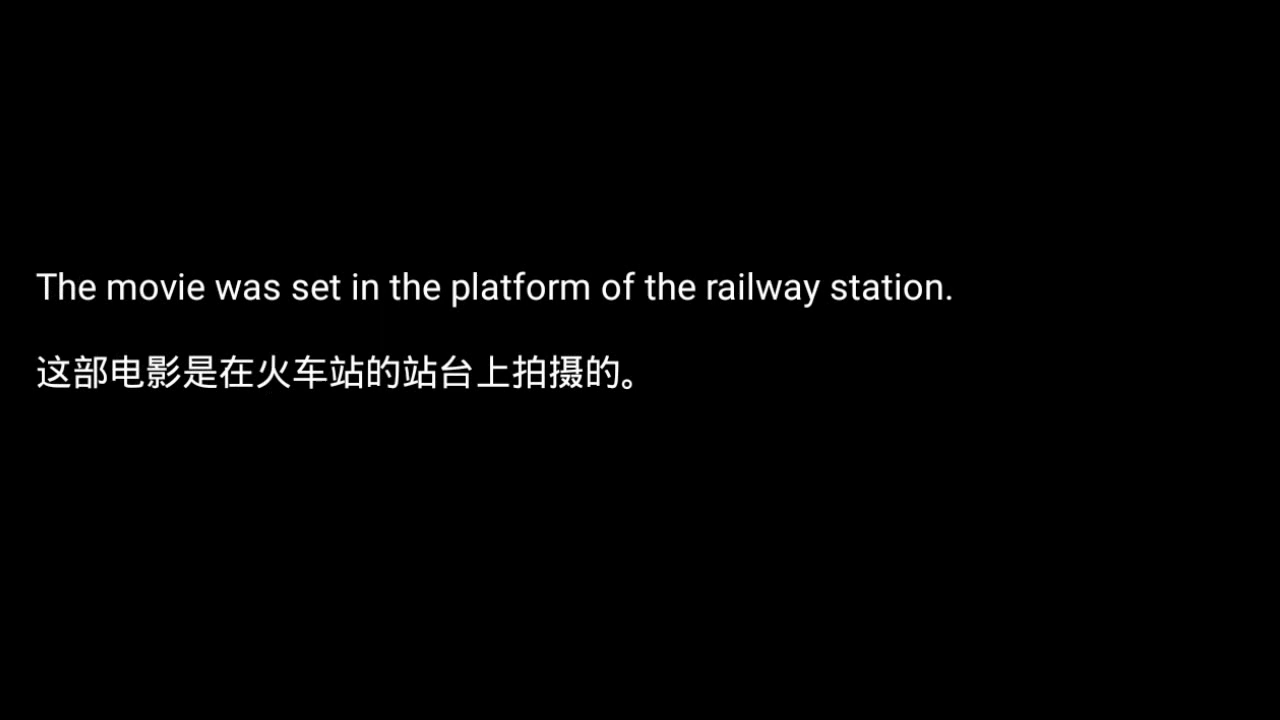 The movie was set in the platform of the railway station.
这部电影是在火车站的站台上拍摄的。